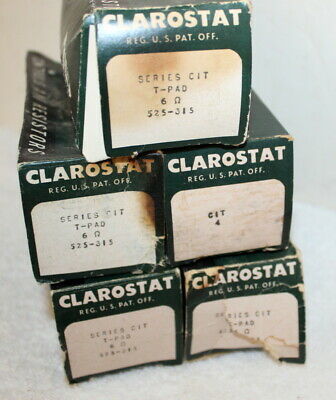 CLAROSTAT
REG. U.S. PAT. OFF.
SERIES CIT
T-PAD
6 Ω
525-315
RESISTORS
CLAROSTAT
REG. U.S. PAT. OFF.
SERIES CIT
T-PAD
6 Ω
525-315
CLAROSTAT
REG. U.S. PAT. OFF.
CIT
4
CLAROSTAT
REG. U.S. PAT. OFF.
SERIES CIT
T-PAD
6 Ω
525-315
CLAROSTAT
REG. U.S. PAT. OFF.
SERIES CIT
T-PAD
Ω